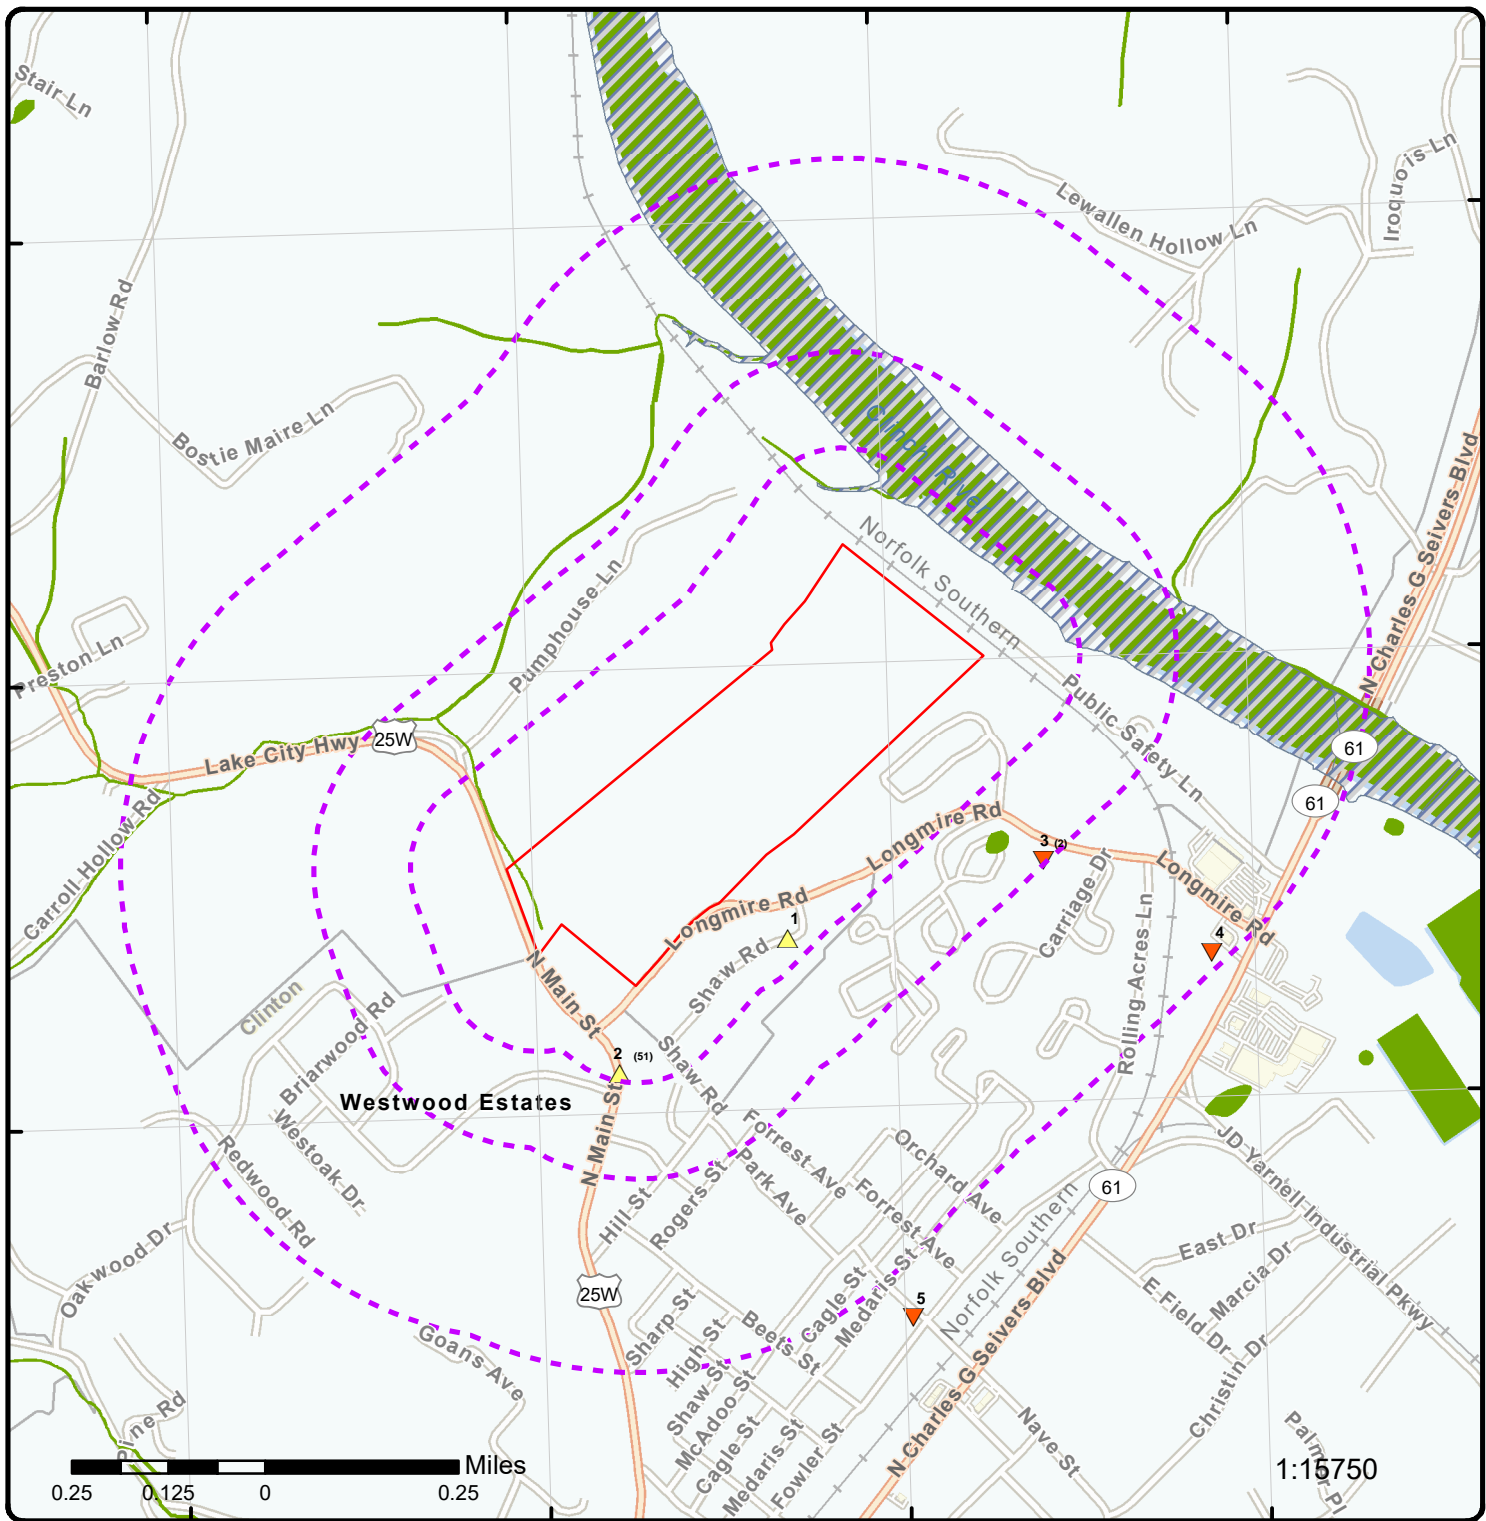 Stair Ln
Iroquois Ln
Lewallen Hollow Ln
Barlow Rd
Bostie Maire Ln
Clinch River
N Charles G Seivers Blvd
Norfolk Southern
Pumphouse Ln
Preston Ln
Public Safety Ln
25W
Lake City Hwy
61
61
Carroll Hollow Rd
Longmire Rd
3 (2)
Carriage Dr
Longmire Rd
Longmire Rd
1
4
Shaw Rd
Rolling Acres Ln
N Main St
Clinton
Briarwood Rd
2 (51)
Shaw Rd
Westwood Estates
Westoak Dr
Redwood Rd
N Main St
Forrest Ave
Orchard Ave
Park Ave
Forrest Ave
JD Yarnell Industrial Pkwy
61
Hill St
Rogers St
Oakwood Dr
Norfolk Southern
East Dr
Marcia Dr
E Field Dr
25W
Cagle St
Medaris St
5
Sharp St
High St
Beets St
Goans Ave
Shaw St
McAdoo St
Cagle St
Medaris St
Fowler St
N Charles G Seivers Blvd
Nave St
Christin Dr
Palmer Pl
Pine Rd
Miles
0.25 0.125 0 0.25
1:15750